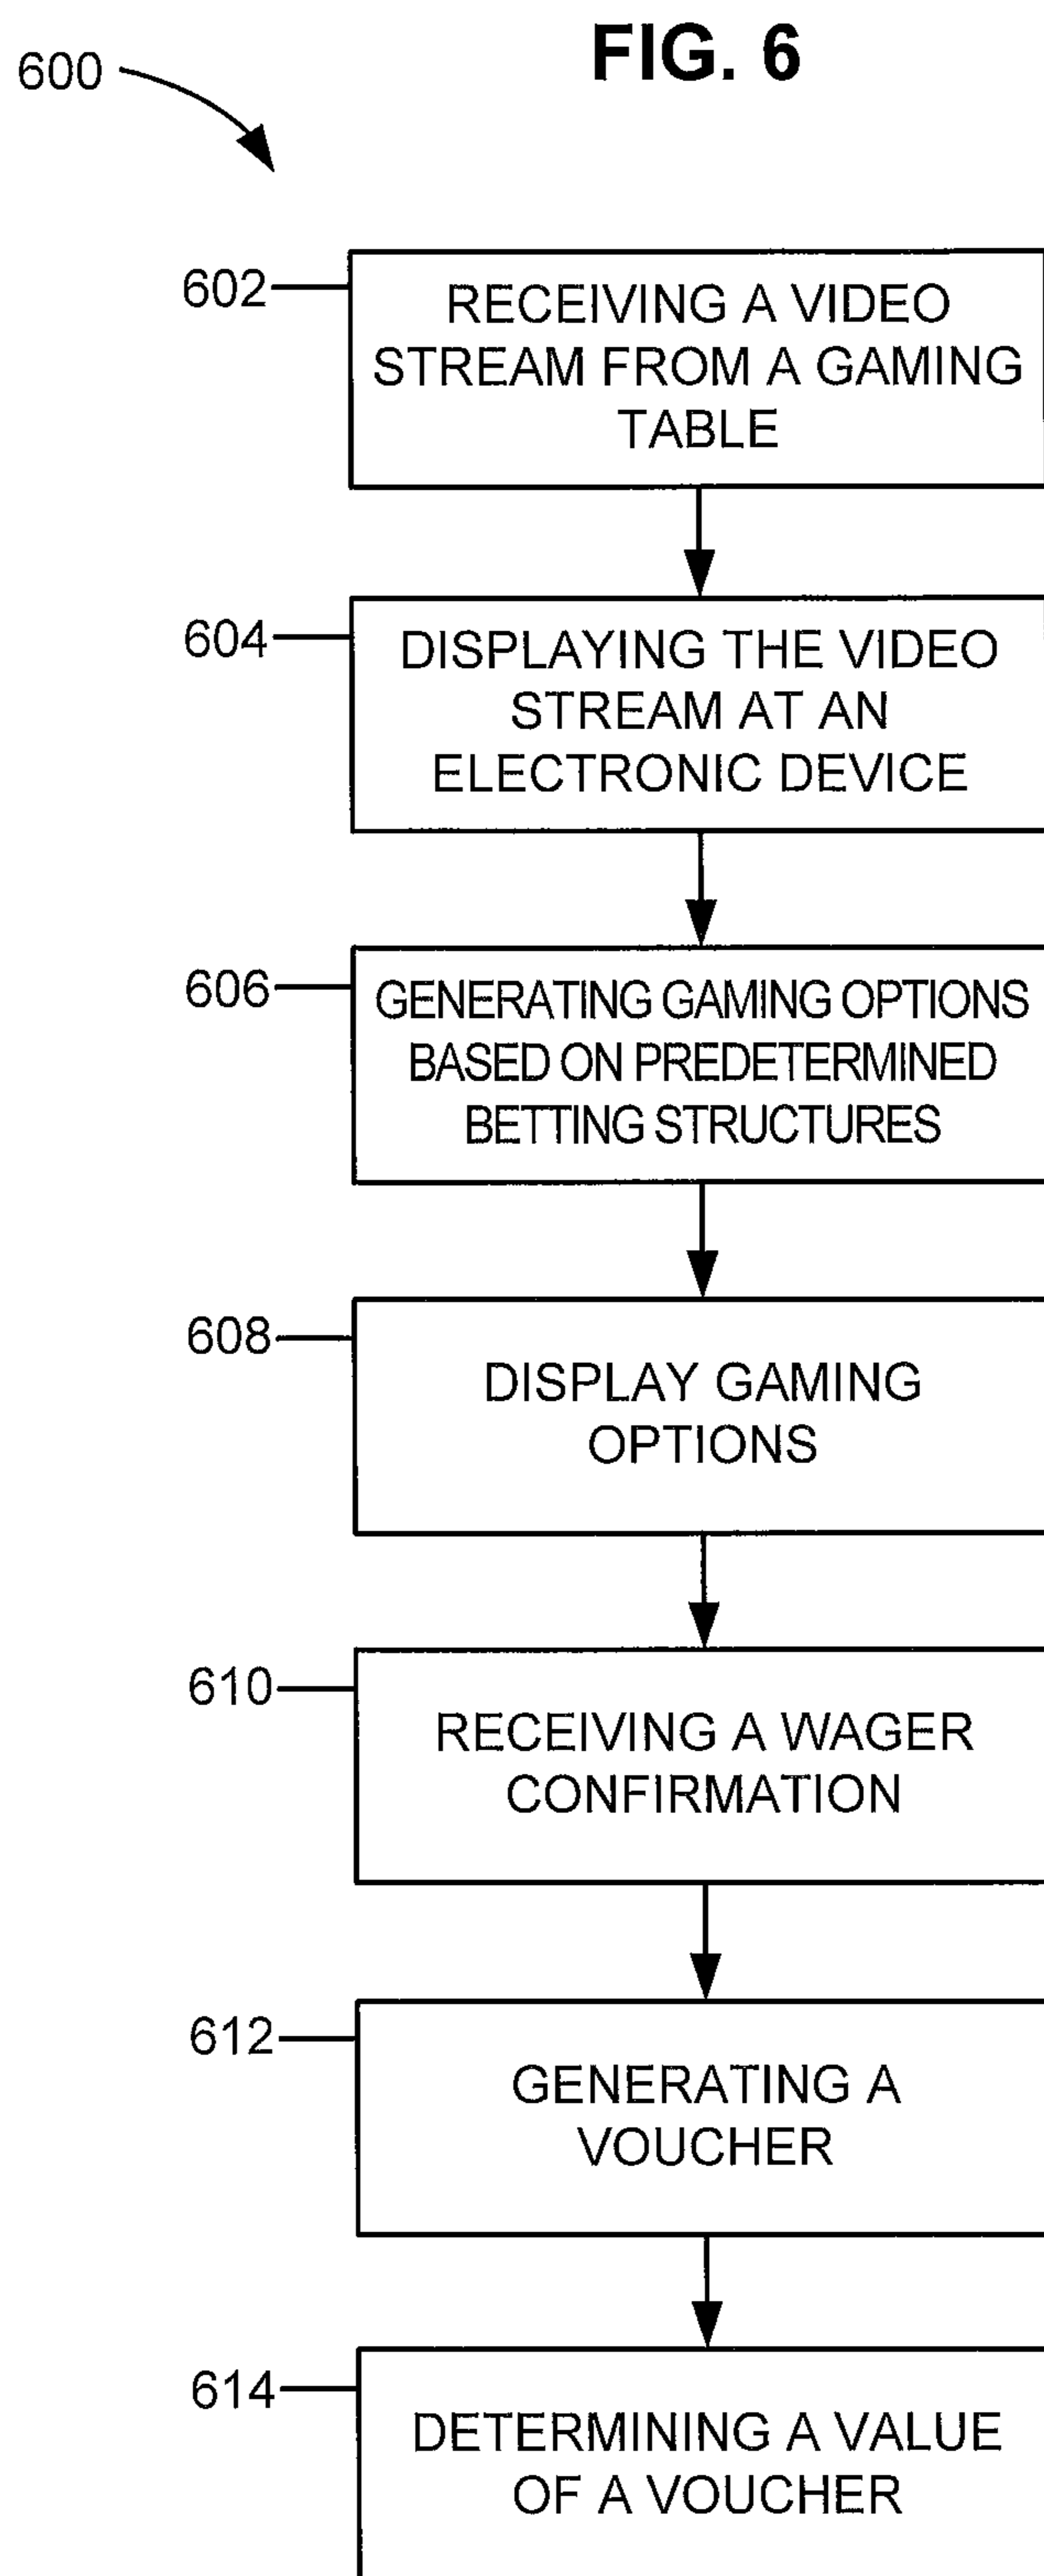 FIG. 6
600
602
RECEIVING A VIDEO
STREAM FROM A GAMING
TABLE
604
DISPLAYING THE VIDEO
STREAM AT AN
ELECTRONIC DEVICE
606
GENERATING GAMING OPTIONS
BASED ON PREDETERMINED
BETTING STRUCTURES
608
DISPLAY GAMING
OPTIONS
610
RECEIVING A WAGER
CONFIRMATION
612
GENERATING A
VOUCHER
614
DETERMINING A VALUE
OF A VOUCHER